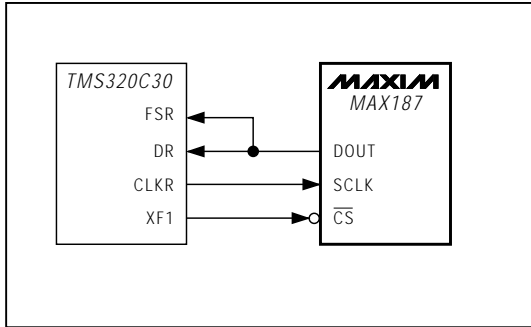 TMS320C30
FSR
DR
CLKR
XF1
MAXIM
MAX187
DOUT
SCLK
CS